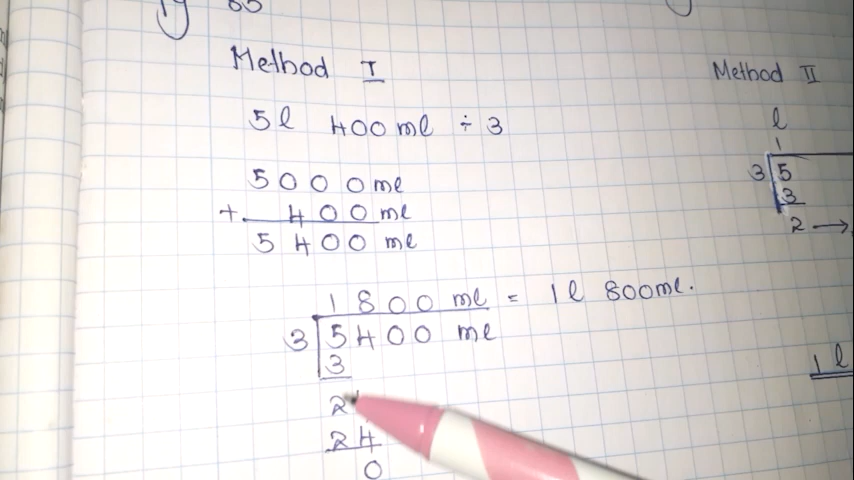 Method I
5l 400ml ÷ 3
5000ml
+ 400ml
5400 ml
1800 ml = 1l 800ml.
3 5400 ml
3
2
24
0
Method II
l
1
3 5
3
2 →
1l